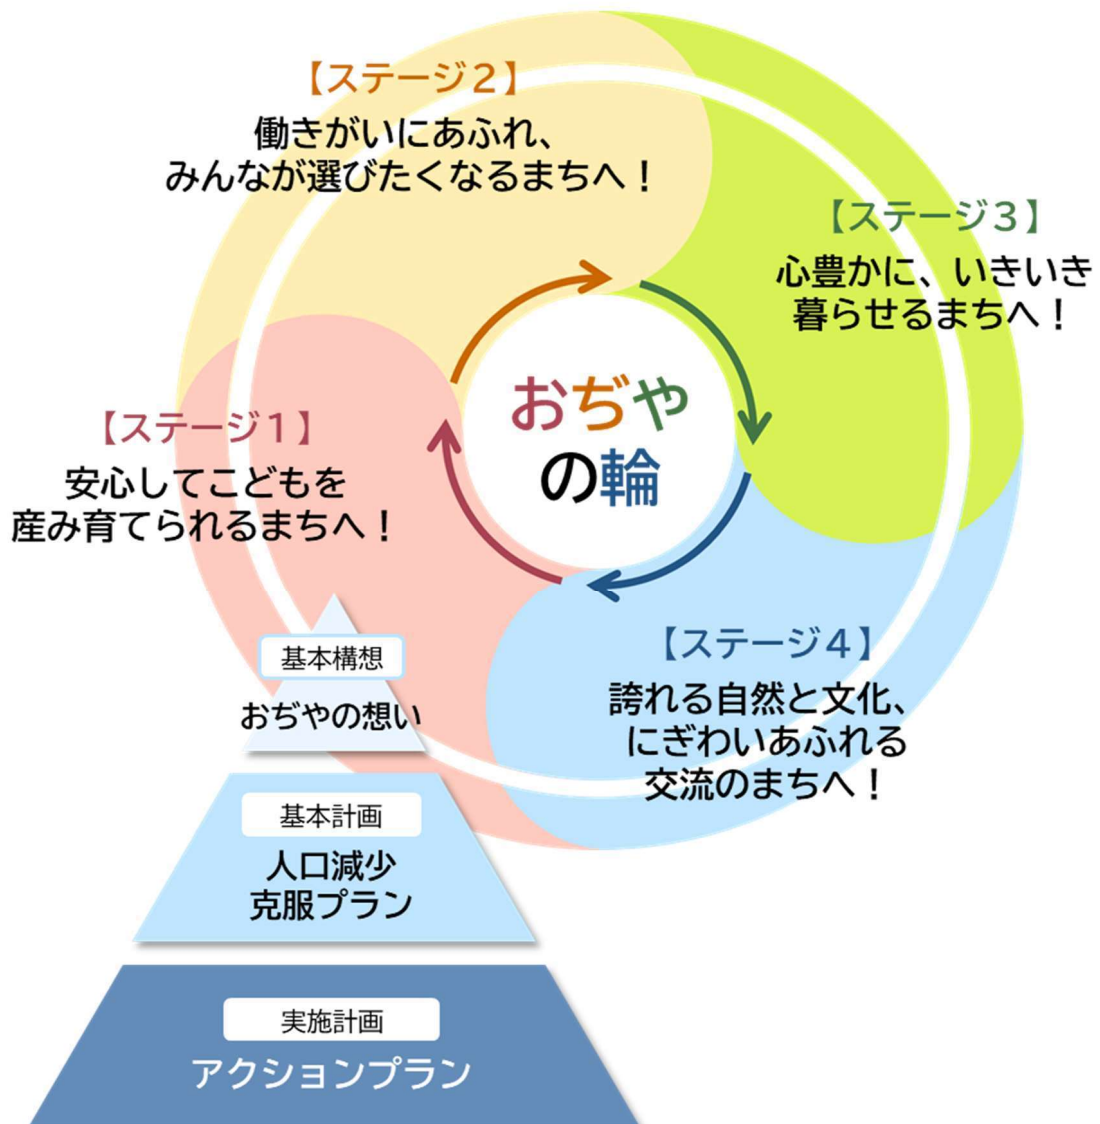 【ステージ2】
働きがいにあふれ、
みんなが選びたくなるまちへ！
【ステージ3】
心豊かに、いきいき
暮らせるまちへ！
おぢや
の輪
【ステージ1】
安心してこどもを
産み育てられるまちへ！
【ステージ4】
誇れる自然と文化、
にぎわいあふれる
交流のまちへ！
基本構想
おぢやの想い
基本計画
人口減少
克服プラン
実施計画
アクションプラン